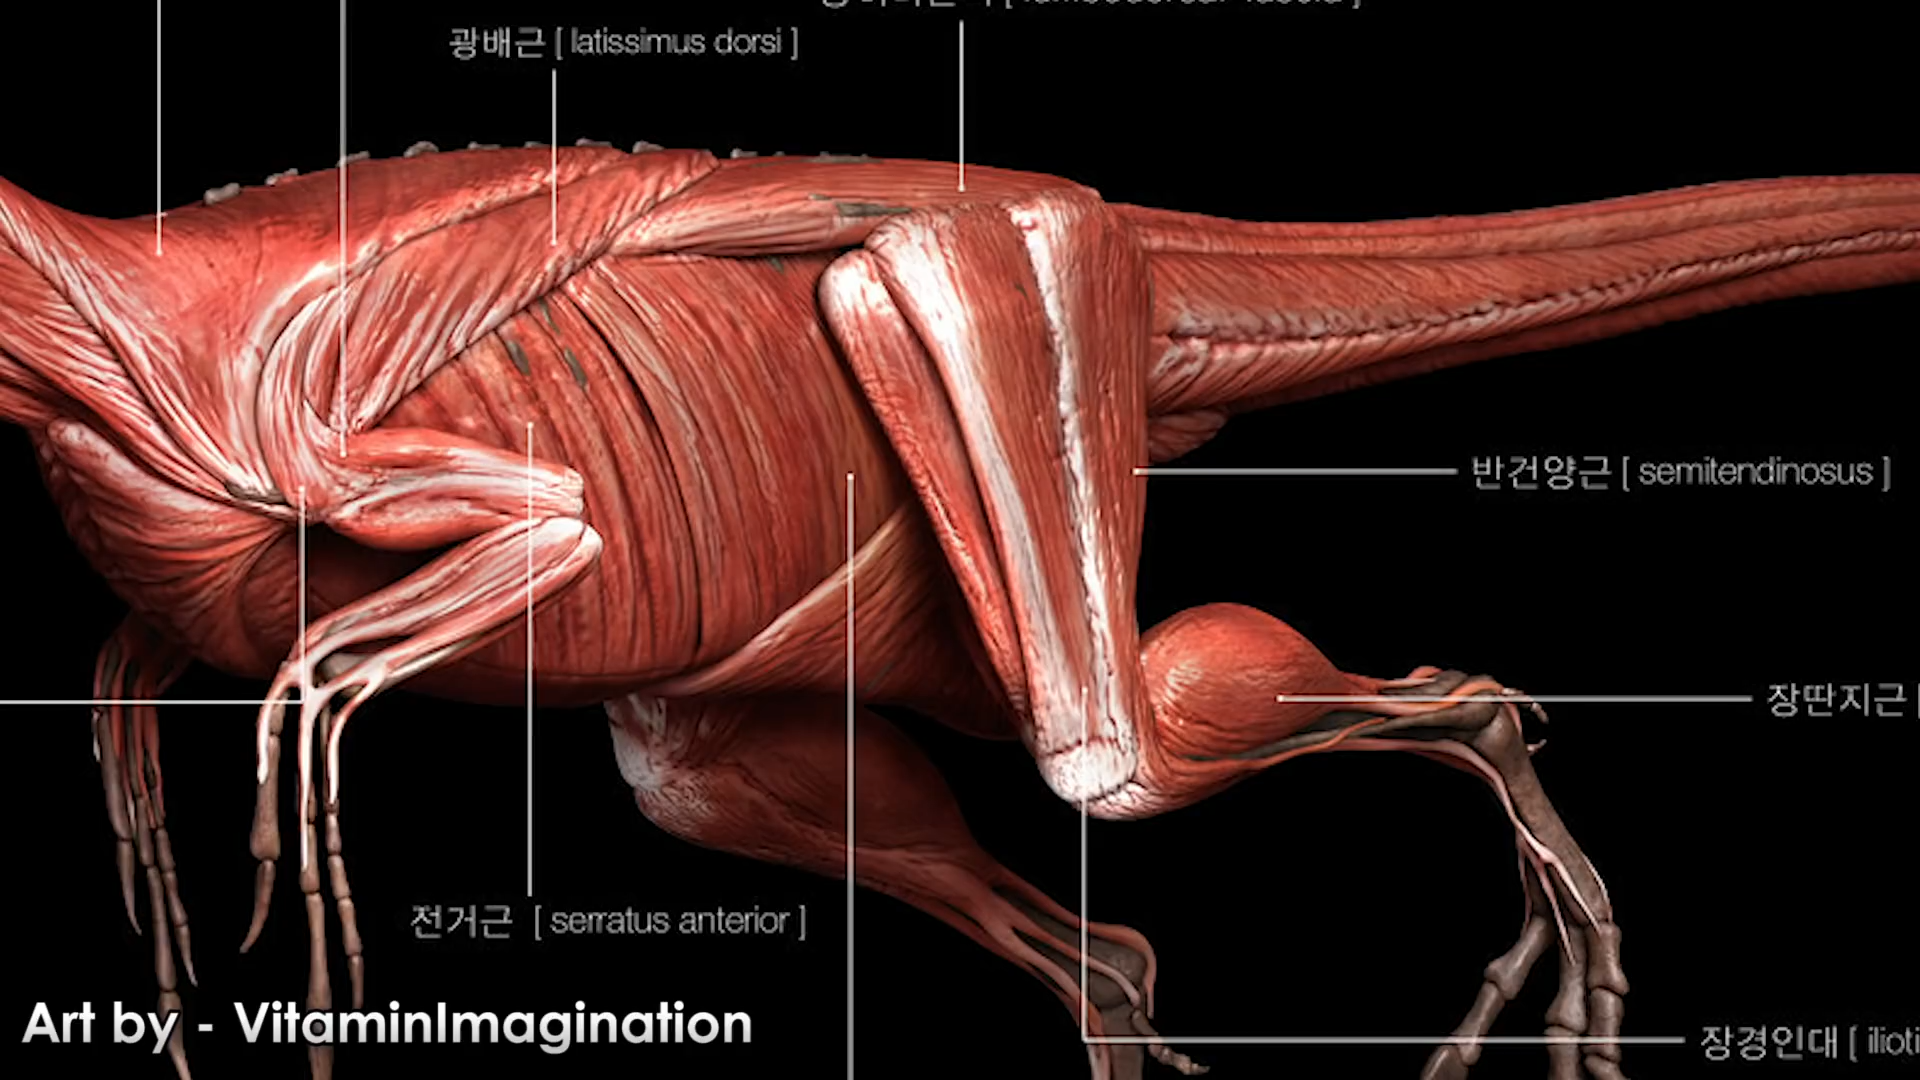 광배근 [ latissimus dorsi ]
반건양근 [ semitendinosus ]
장딴지근 [
전거근 [ serratus anterior ]
Art by - VitaminImagination
장경인대 [ ilioti